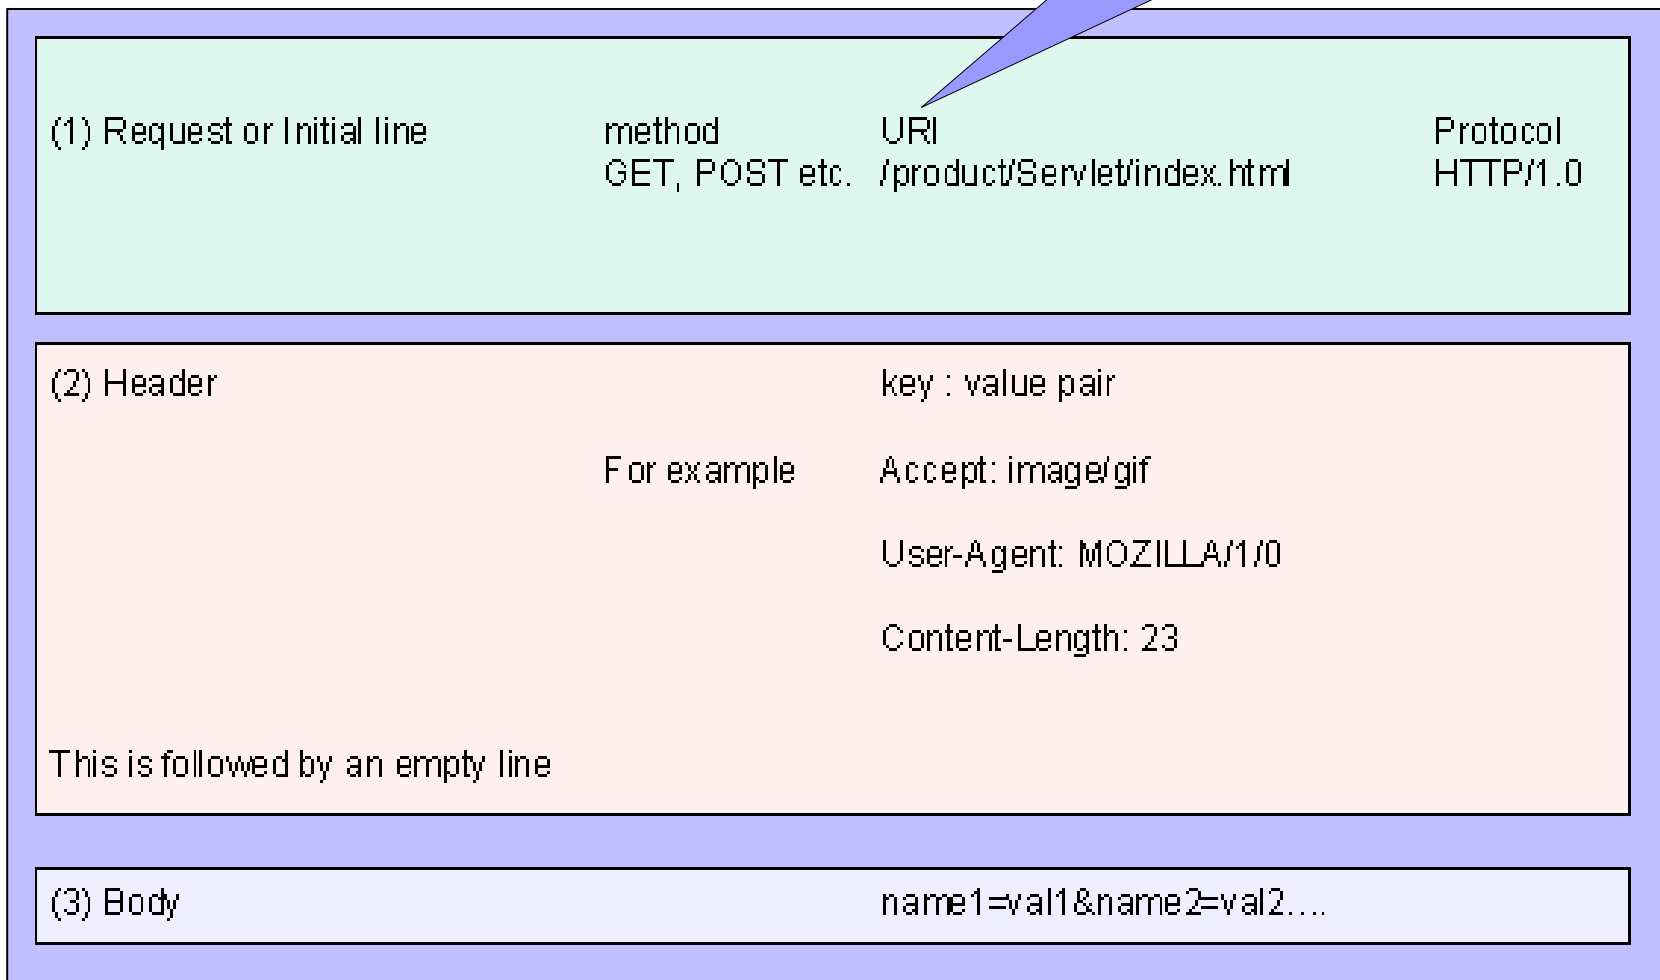 (1) Request or Initial line method URI Protocol
GET, POST etc. /product/Servlet/index.html HTTP/1.0
(2) Header key : value pair
For example Accept: image/gif
User-Agent: MOZILLA/1/0
Content-Length: 23
This is followed by an empty line
(3) Body name1=val1&name2=val2....